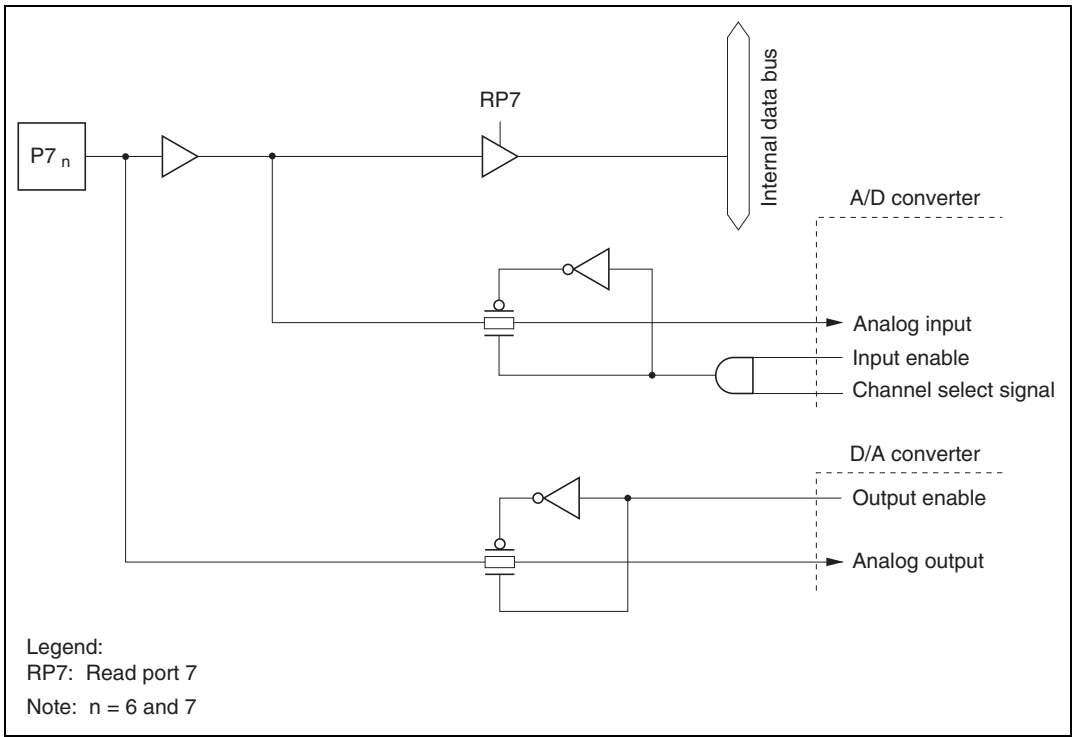 RP7
P7 n
Internal data bus
A/D converter
Analog input
Input enable
Channel select signal
D/A converter
Output enable
Analog output
Legend:
RP7: Read port 7
Note: n = 6 and 7